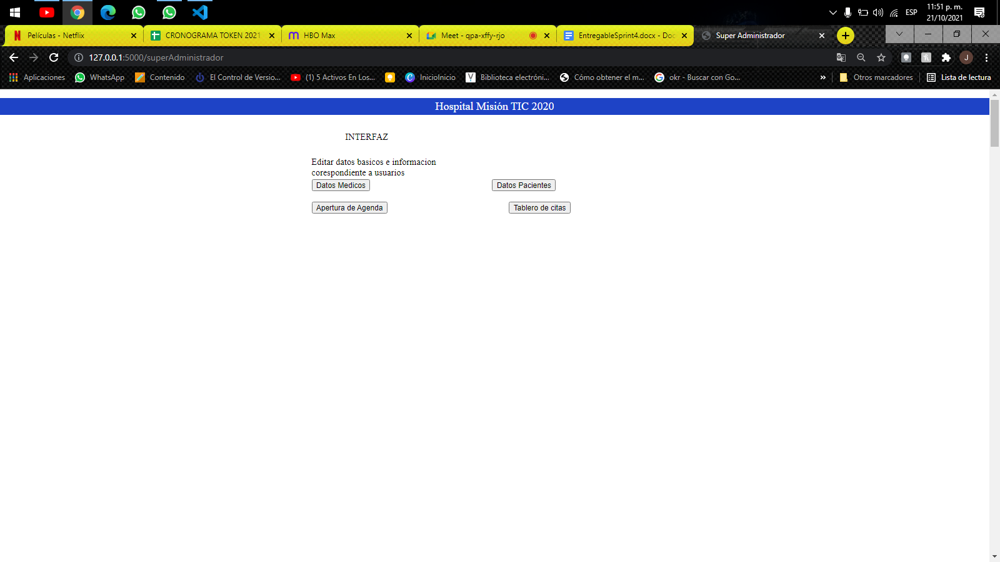 11:51 p. m.
ESP
21/10/2021
Películas - Netflix
CRONOGRAMA TOKEN 2021
HBO Max
Meet - qpa-xffy-rjo
EntregableSprint4.docx - Doc
Super Administrador
127.0.0.1:5000/superAdministrador
J
Aplicaciones
WhatsApp
Contenido
El Control de Versio...
(1) 5 Activos En Los...
InicioInicio
Biblioteca electróni...
Cómo obtener el m...
okr - Buscar con Go...
»
Otros marcadores
Lista de lectura
Hospital Misión TIC 2020
INTERFAZ
Editar datos basicos e informacion
corespondiente a usuarios
Datos Medicos
Datos Pacientes
Apertura de Agenda
Tablero de citas